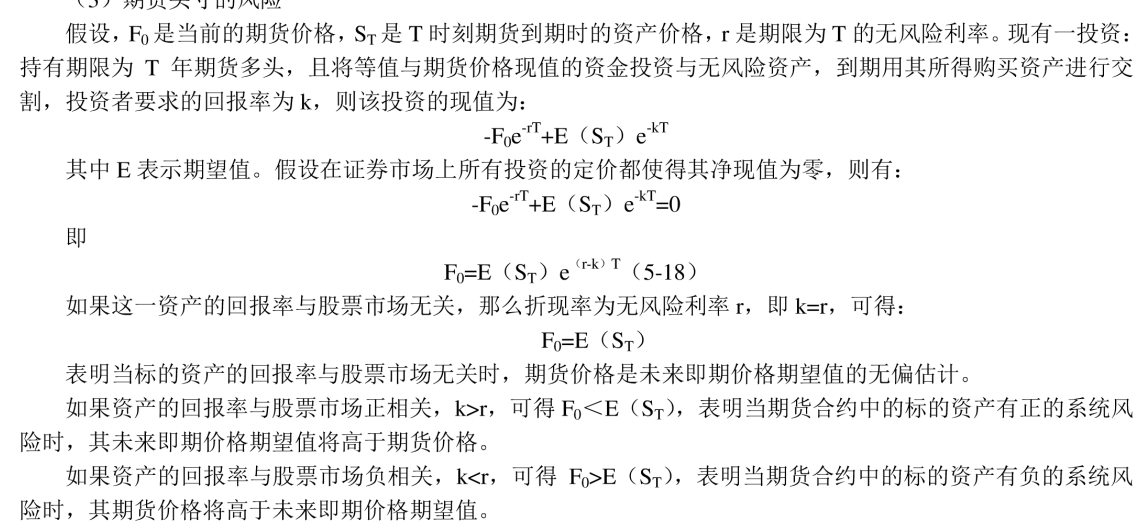 （3）期货头寸的风险
假设，F₀是当前的期货价格，S_T是 T 时刻期货到期时的资产价格，r 是期限为 T 的无风险利率。现有一投资：
持有期限为 T 年期货多头，且将等值与期货价格现值的资金投资与无风险资产，到期用其所得购买资产进行交
割，投资者要求的回报率为 k，则该投资的现值为：
-F₀e^-rT+E（S_T）e^-kT
其中 E 表示期望值。假设在证券市场上所有投资的定价都使得其净现值为零，则有：
-F₀e^-rT+E（S_T）e^-kT=0
即
F₀=E（S_T）e^（r-k）T（5-18）
如果这一资产的回报率与股票市场无关，那么折现率为无风险利率 r，即 k=r，可得：
F₀=E（S_T）
表明当标的资产的回报率与股票市场无关时，期货价格是未来即期价格期望值的无偏估计。
如果资产的回报率与股票市场正相关，k>r，可得 F₀＜E（S_T），表明当期货合约中的标的资产有正的系统风
险时，其未来即期价格期望值将高于期货价格。
如果资产的回报率与股票市场负相关，k<r，可得 F₀>E（S_T），表明当期货合约中的标的资产有负的系统风
险时，其期货价格将高于未来即期价格期望值。